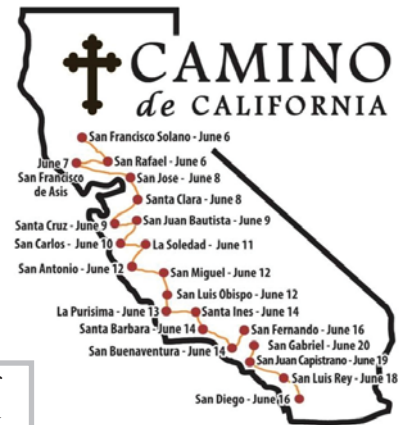 CAMINO
de CALIFORNIA
San Francisco Solano - June 6
June 7
San Rafael - June 6
San Francisco
de Asis
San Jose - June 8
Santa Clara - June 8
Santa Cruz - June 9
San Juan Bautista - June 9
San Carlos - June 10
La Soledad - June 11
San Antonio - June 12
San Miguel - June 12
San Luis Obispo - June 12
La Purisima - June 13
Santa Ines - June 14
Santa Barbara - June 14
San Fernando - June 16
San Buenaventura - June 14
San Gabriel - June 20
San Juan Capistrano - June 19
San Luis Rey - June 18
San Diego - June 16